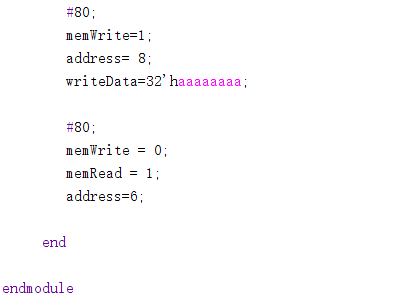 #80;
memWrite=1;
address= 8;
writeData=32'haaaaaaaa;
#80;
memWrite = 0;
memRead = 1;
address=6;
end
endmodule